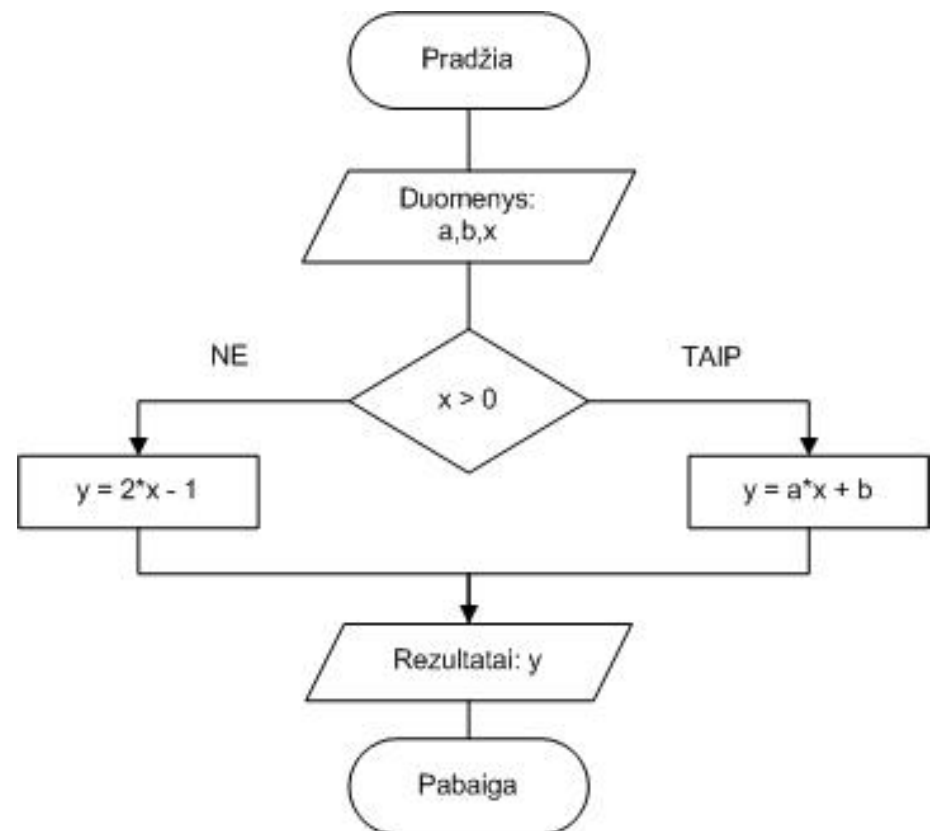 Pradžia
Duomenys:
a,b,x
NE
TAIP
x > 0
y = 2*x - 1
y = a*x + b
Rezultatai: y
Pabaiga